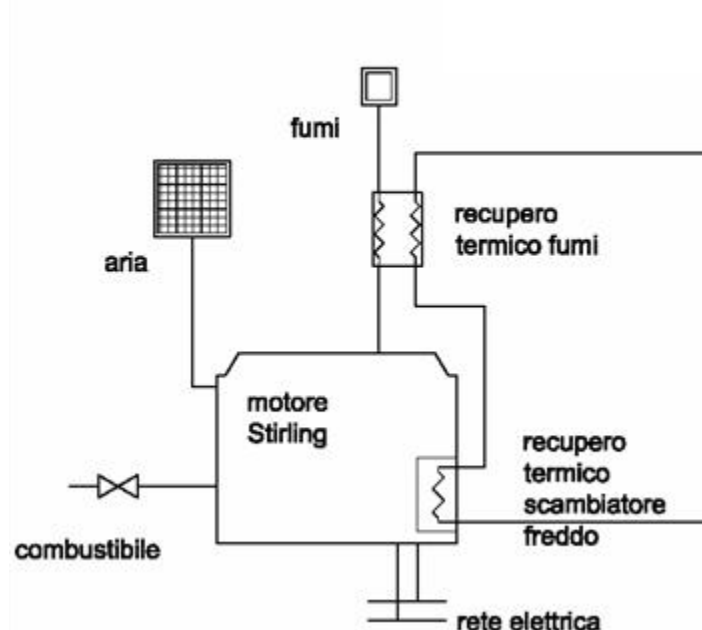 fumi
recupero
termico fumi
aria
motore
Stirling
recupero
termico
scambiatore
freddo
combustibile
rete elettrica